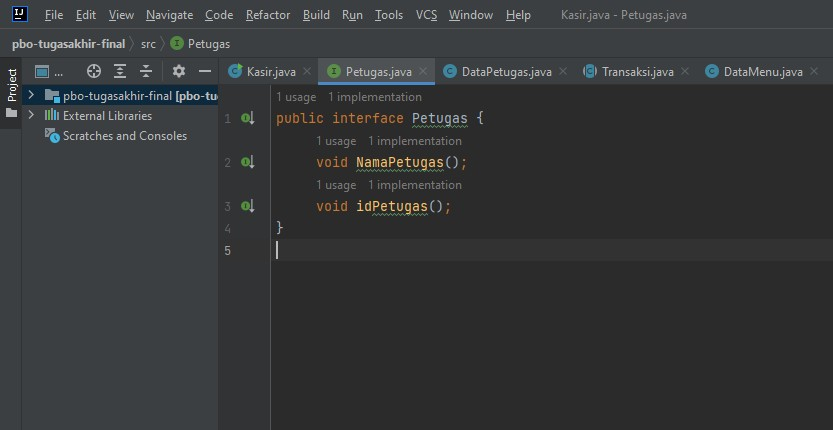 IJ File Edit View Navigate Code Refactor Build Run Tools VCS Window Help Kasir.java - Petugas.java
pbo-tugasakhir-final src I Petugas
Project
...
C Kasir.java I Petugas.java C DataPetugas.java C Transaksi.java C DataMenu.java
pbo-tugasakhir-final [pbo-tu
External Libraries
Scratches and Consoles
1 usage 1 implementation
1 public interface Petugas {
1 usage 1 implementation
2 void NamaPetugas();
1 usage 1 implementation
3 void idPetugas();
4 }
5